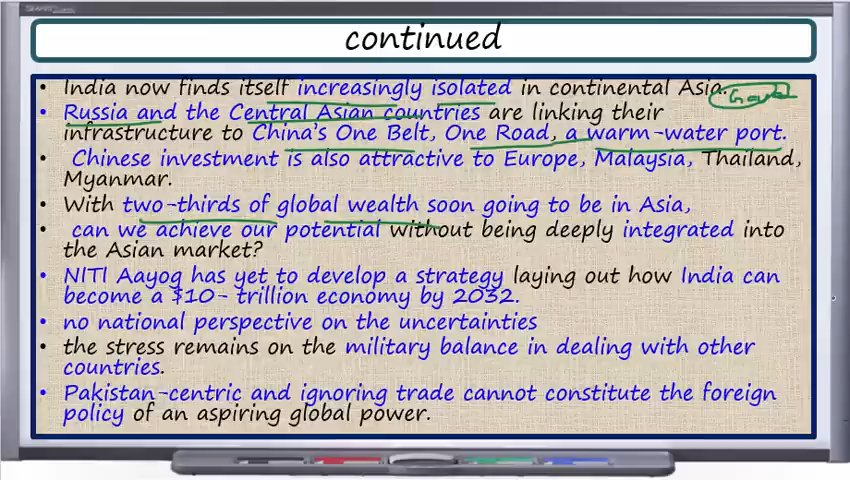 continued
• India now finds itself increasingly isolated in continental Asia.
• Russia and the Central Asian countries are linking their
infrastructure to China's One Belt, One Road, a warm-water port.
• Chinese investment is also attractive to Europe, Malaysia, Thailand,
Myanmar.
• With two-thirds of global wealth soon going to be in Asia,
• can we achieve our potential without being deeply integrated into
the Asian market?
• NITI Aayog has yet to develop a strategy laying out how India can
become a $10- trillion economy by 2032.
• no national perspective on the uncertainties
• the stress remains on the military balance in dealing with other
countries.
• Pakistan-centric and ignoring trade cannot constitute the foreign
policy of an aspiring global power.